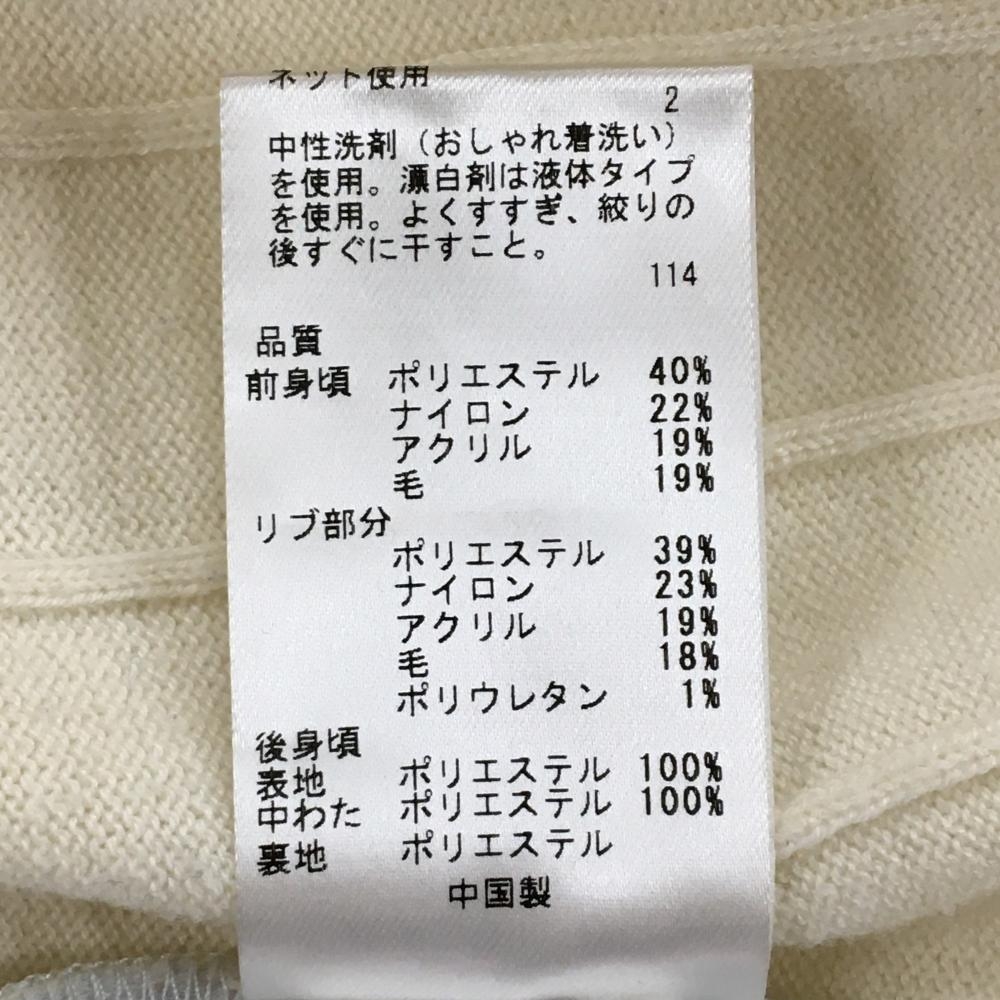 ネット使用
2
中性洗剤（おしゃれ着洗い）
を使用。漂白剤は液体タイプ
を使用。よくすすぎ、絞りの
後すぐに干すこと。
114
品質
前身頃 ポリエステル 40%
ナイロン 22%
アクリル 19%
毛 19%
リブ部分
ポリエステル 39%
ナイロン 23%
アクリル 19%
毛 18%
ポリウレタン 1%
後身頃
表地 ポリエステル 100%
中わた ポリエステル 100%
裏地 ポリエステル
中国製